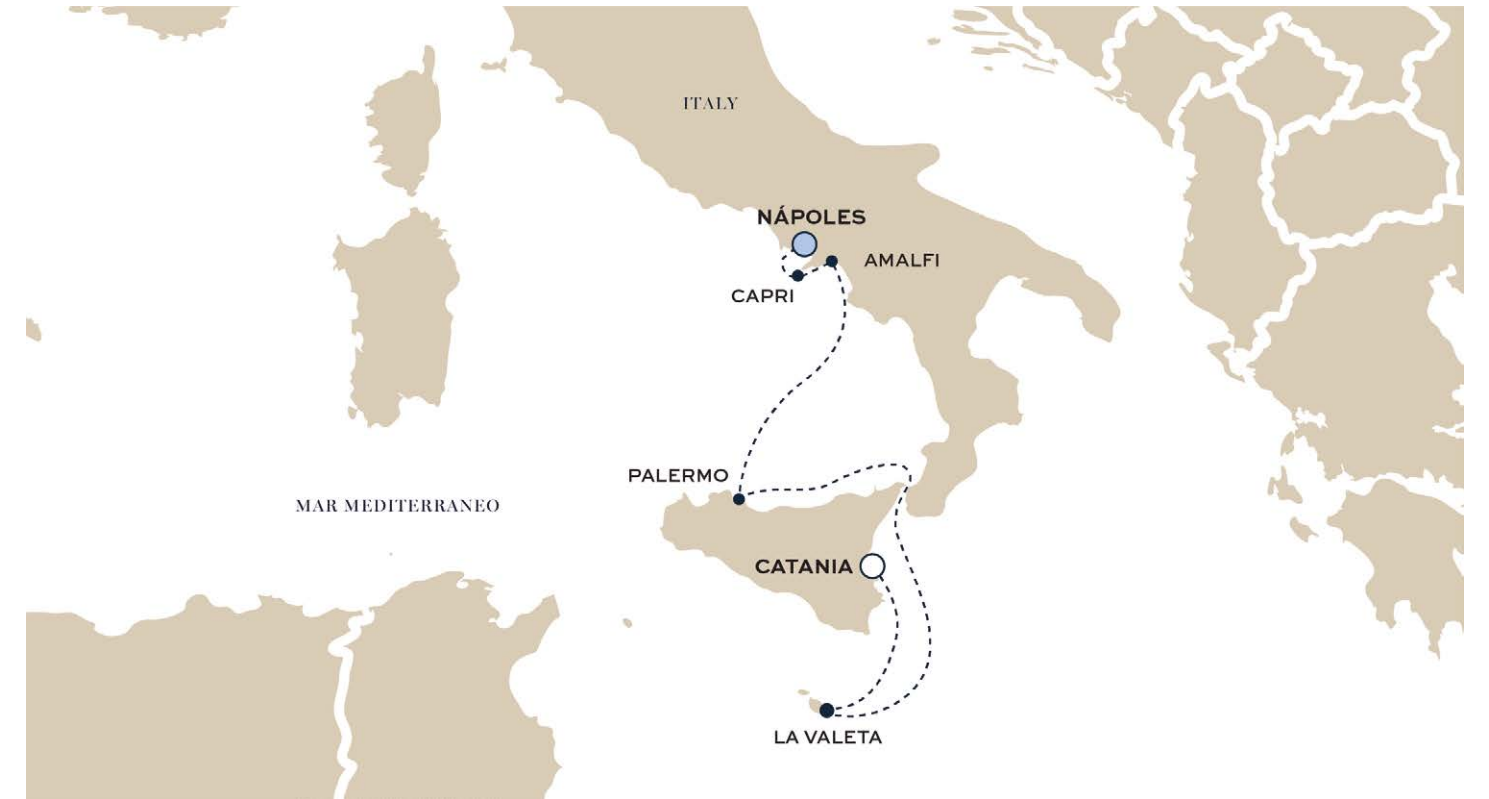 ITALY
NÁPOLES
AMALFI
CAPRI
PALERMO
MAR MEDITERRANEO
CATANIA
LA VALETA